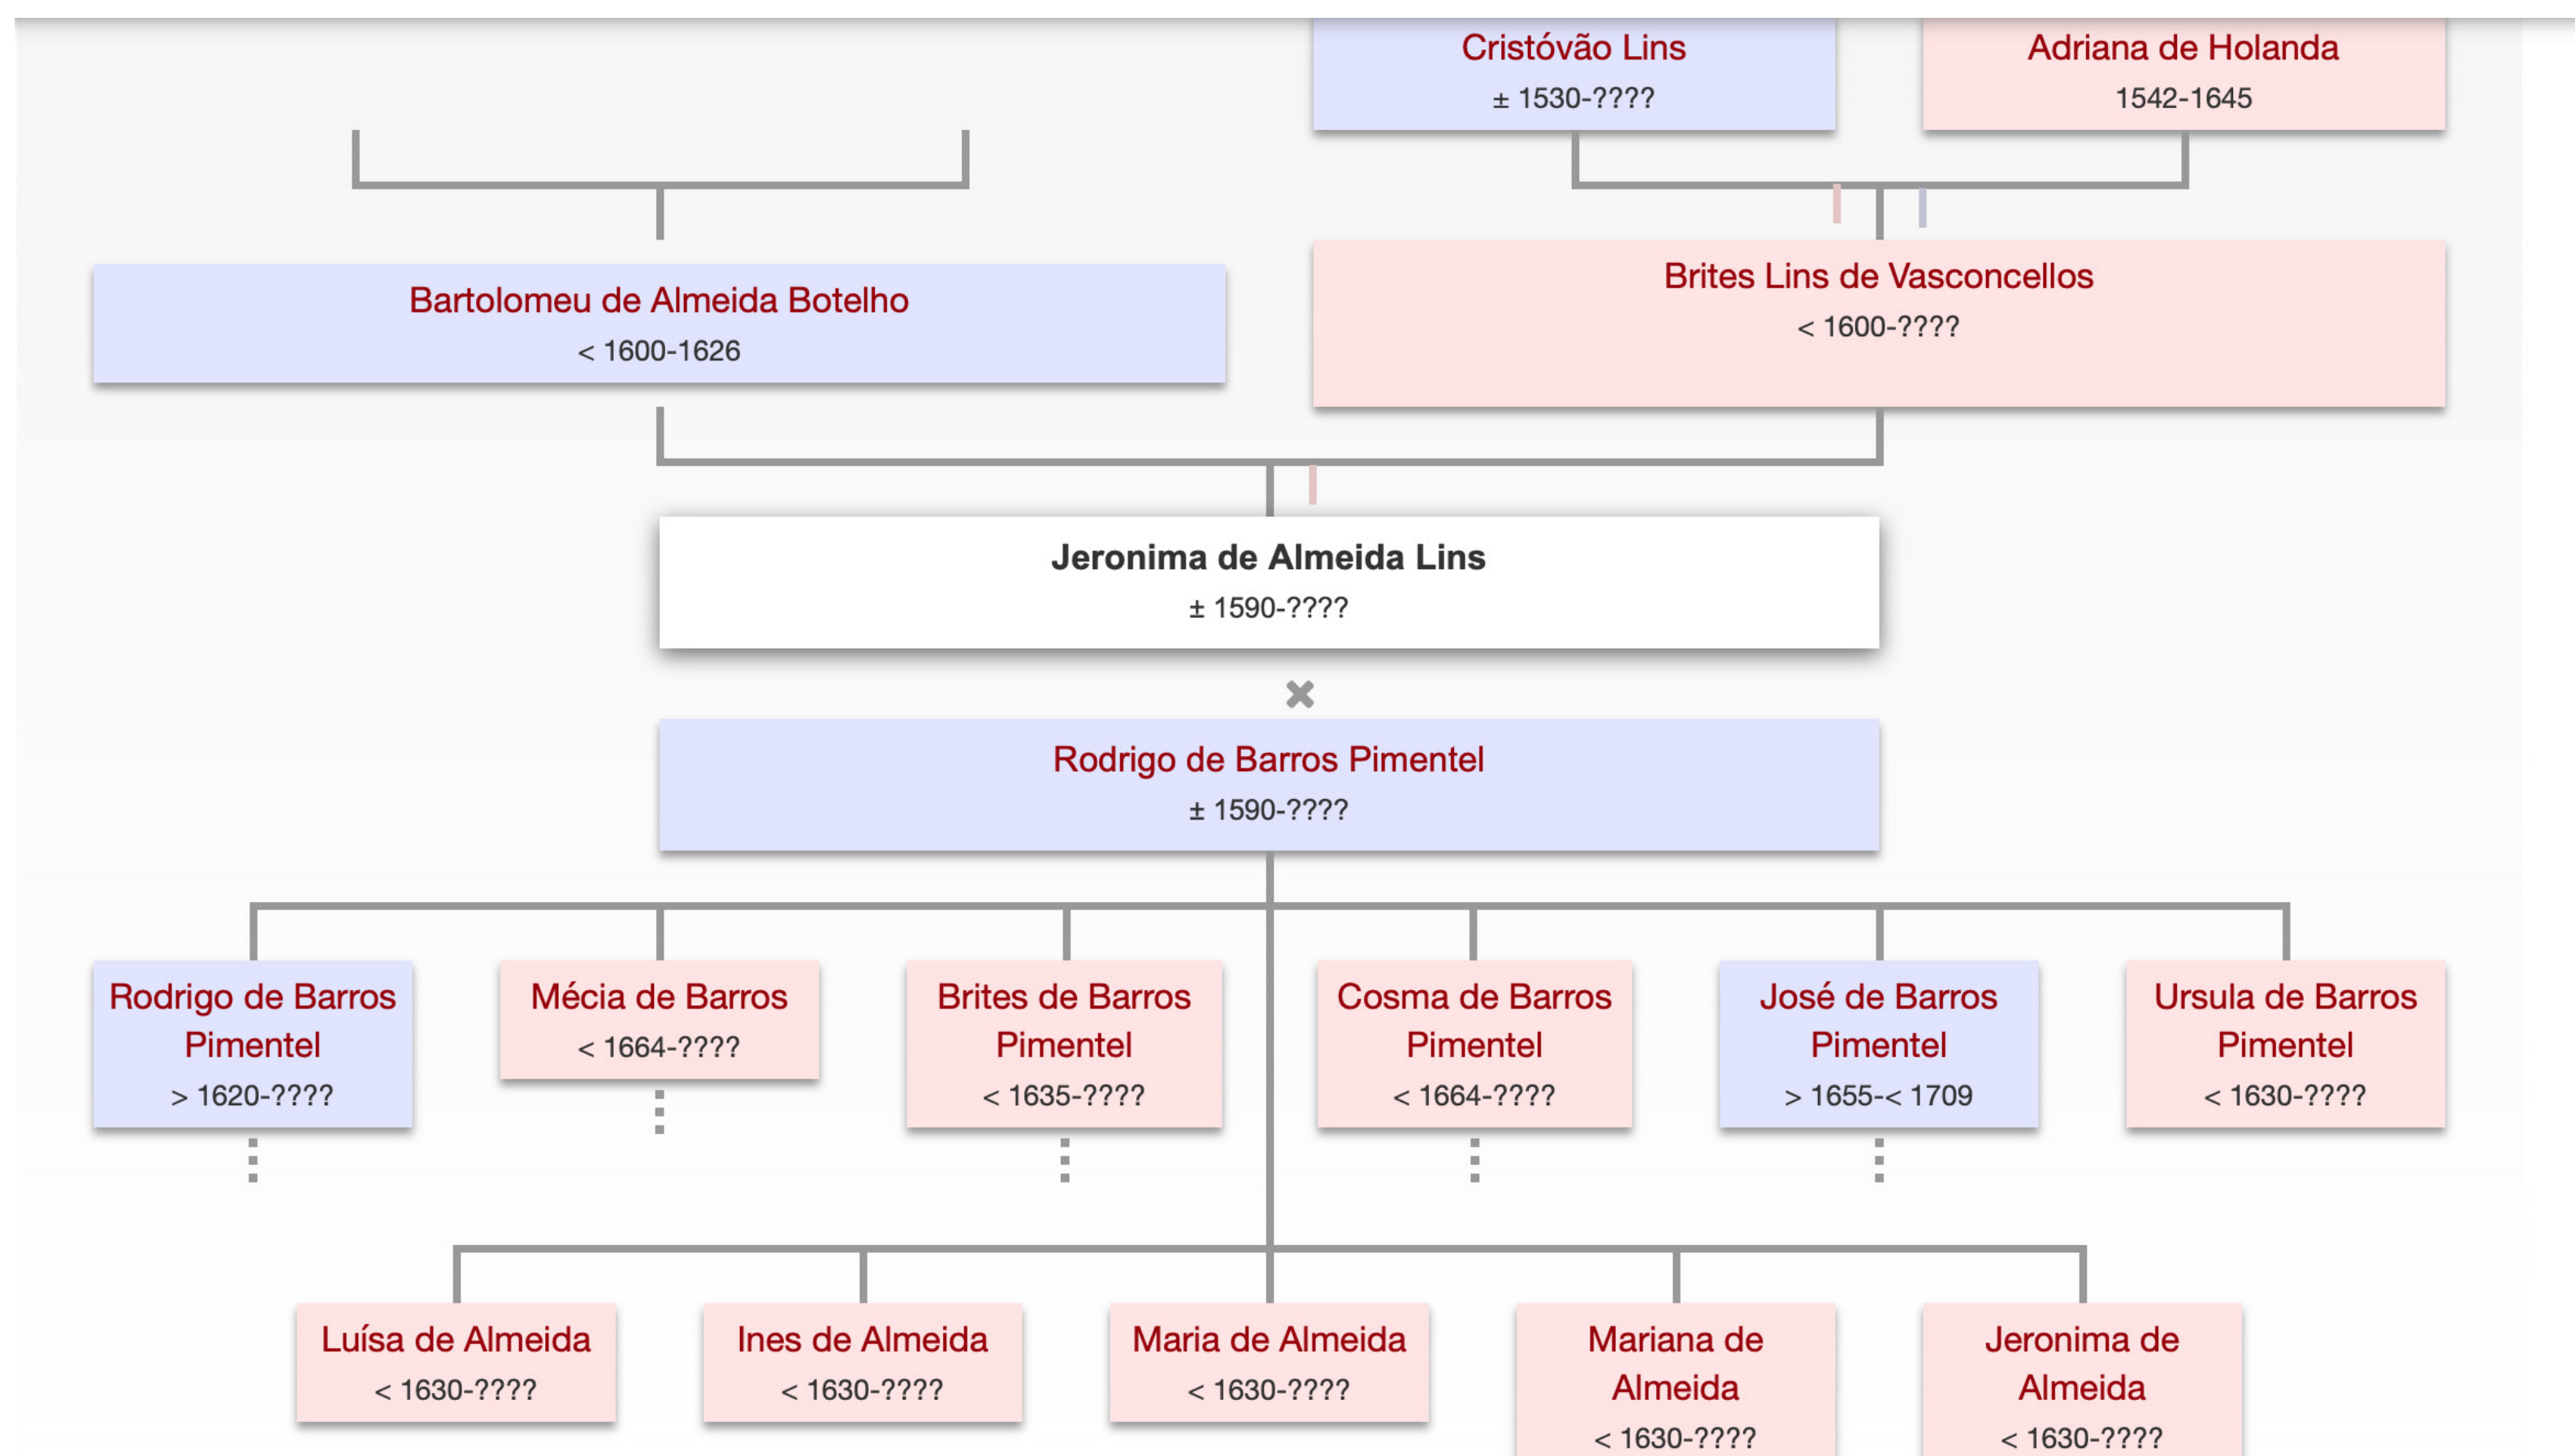 Cristóvão Lins
± 1530-????
Adriana de Holanda
1542-1645
Bartolomeu de Almeida Botelho
< 1600-1626
Brites Lins de Vasconcellos
< 1600-????
Jeronima de Almeida Lins
± 1590-????
Rodrigo de Barros Pimentel
± 1590-????
Rodrigo de Barros
Pimentel
> 1620-????
Mécia de Barros
< 1664-????
Brites de Barros
Pimentel
< 1635-????
Cosma de Barros
Pimentel
< 1664-????
José de Barros
Pimentel
> 1655-< 1709
Ursula de Barros
Pimentel
< 1630-????
Luísa de Almeida
< 1630-????
Ines de Almeida
< 1630-????
Maria de Almeida
< 1630-????
Mariana de
Almeida
< 1630-????
Jeronima de
Almeida
< 1630-????